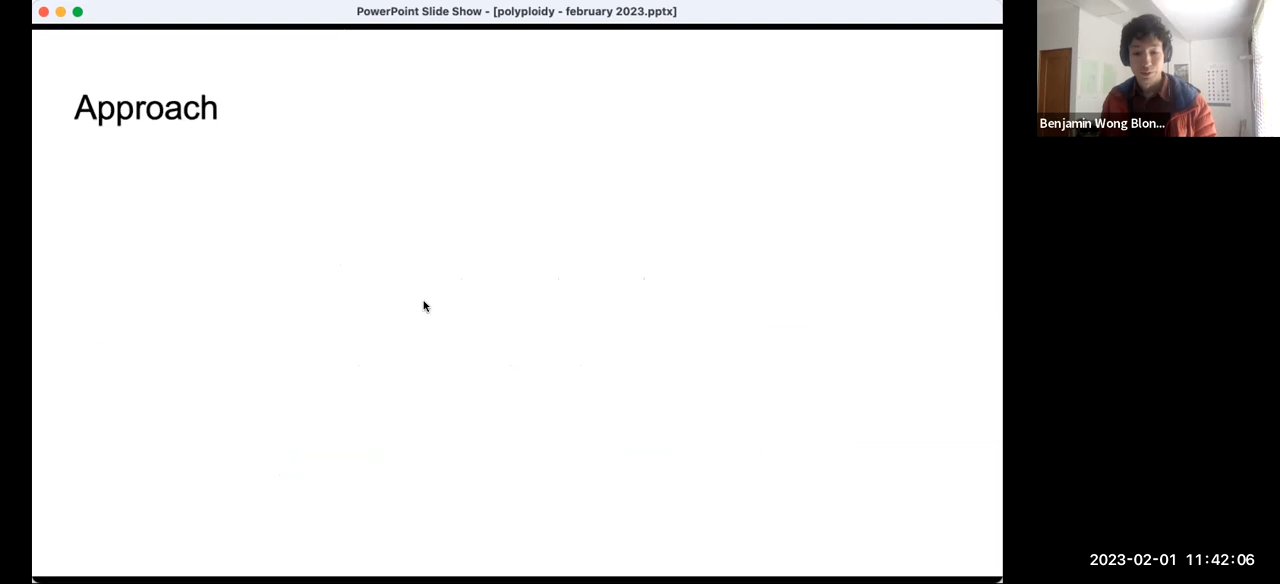 PowerPoint Slide Show - [polyploidy - february 2023.pptx]
Approach
Benjamin Wong Blon...
2023-02-01 11:42:06